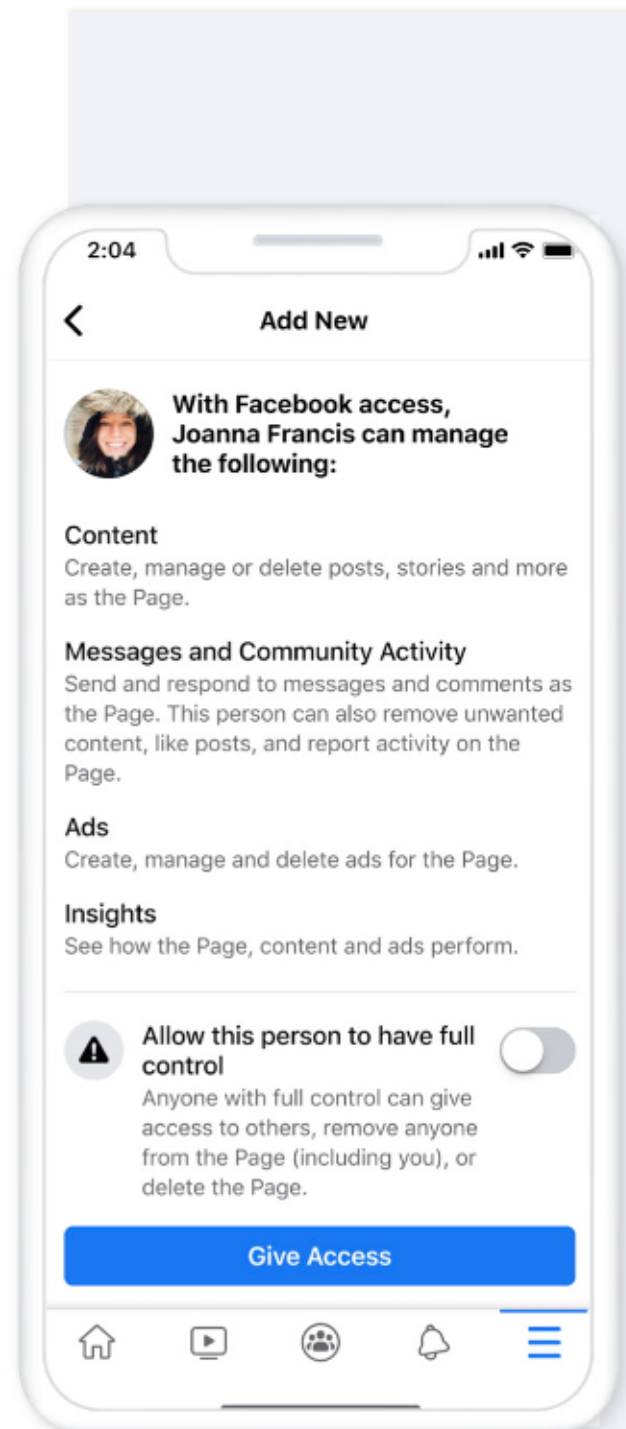 2:04
Add New
With Facebook access,
Joanna Francis can manage
the following:
Content
Create, manage or delete posts, stories and more
as the Page.
Messages and Community Activity
Send and respond to messages and comments as
the Page. This person can also remove unwanted
content, like posts, and report activity on the
Page.
Ads
Create, manage and delete ads for the Page.
Insights
See how the Page, content and ads perform.
Allow this person to have full
control
Anyone with full control can give
access to others, remove anyone
from the Page (including you), or
delete the Page.
Give Access